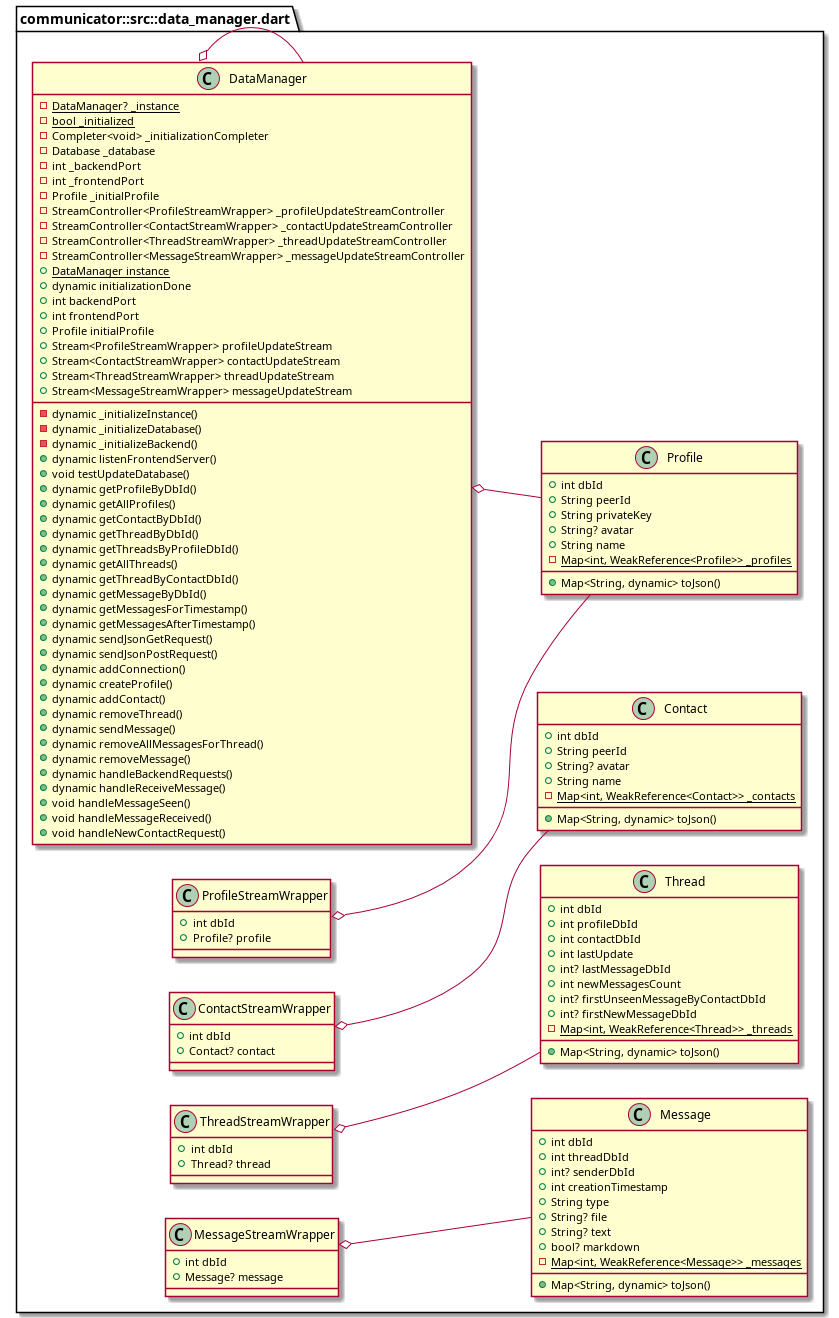 communicator::src::data_manager.dart
C DataManager
DataManager? _instance
bool _initialized
Completer<void> _initializationCompleter
Database _database
int _backendPort
int _frontendPort
Profile _initialProfile
StreamController<ProfileStreamWrapper> _profileUpdateStreamController
StreamController<ContactStreamWrapper> _contactUpdateStreamController
StreamController<ThreadStreamWrapper> _threadUpdateStreamController
StreamController<MessageStreamWrapper> _messageUpdateStreamController
DataManager instance
dynamic initializationDone
int backendPort
int frontendPort
Profile initialProfile
Stream<ProfileStreamWrapper> profileUpdateStream
Stream<ContactStreamWrapper> contactUpdateStream
Stream<ThreadStreamWrapper> threadUpdateStream
Stream<MessageStreamWrapper> messageUpdateStream
dynamic _initializeInstance()
dynamic _initializeDatabase()
dynamic _initializeBackend()
dynamic listenFrontendServer()
void testUpdateDatabase()
dynamic getProfileByDbId()
dynamic getAllProfiles()
dynamic getContactByDbId()
dynamic getThreadByDbId()
dynamic getThreadsByProfileDbId()
dynamic getAllThreads()
dynamic getThreadByContactDbId()
dynamic getMessageByDbId()
dynamic getMessagesForTimestamp()
dynamic getMessagesAfterTimestamp()
dynamic sendJsonGetRequest()
dynamic sendJsonPostRequest()
dynamic addConnection()
dynamic createProfile()
dynamic addContact()
dynamic removeThread()
dynamic sendMessage()
dynamic removeAllMessagesForThread()
dynamic removeMessage()
dynamic handleBackendRequests()
dynamic handleReceiveMessage()
void handleMessageSeen()
void handleMessageReceived()
void handleNewContactRequest()
C Profile
int dbId
String peerId
String privateKey
String? avatar
String name
Map<int, WeakReference<Profile>> _profiles
Map<String, dynamic> toJson()
C Contact
int dbId
String peerId
String? avatar
String name
Map<int, WeakReference<Contact>> _contacts
Map<String, dynamic> toJson()
C ProfileStreamWrapper
int dbId
Profile? profile
C Thread
int dbId
int profileDbId
int contactDbId
int lastUpdate
int? lastMessageDbId
int newMessagesCount
int? firstUnseenMessageByContactDbId
int? firstNewMessageDbId
Map<int, WeakReference<Thread>> _threads
Map<String, dynamic> toJson()
C ContactStreamWrapper
int dbId
Contact? contact
C ThreadStreamWrapper
int dbId
Thread? thread
C Message
int dbId
int threadDbId
int? senderDbId
int creationTimestamp
String type
String? file
String? text
bool? markdown
Map<int, WeakReference<Message>> _messages
Map<String, dynamic> toJson()
C MessageStreamWrapper
int dbId
Message? message